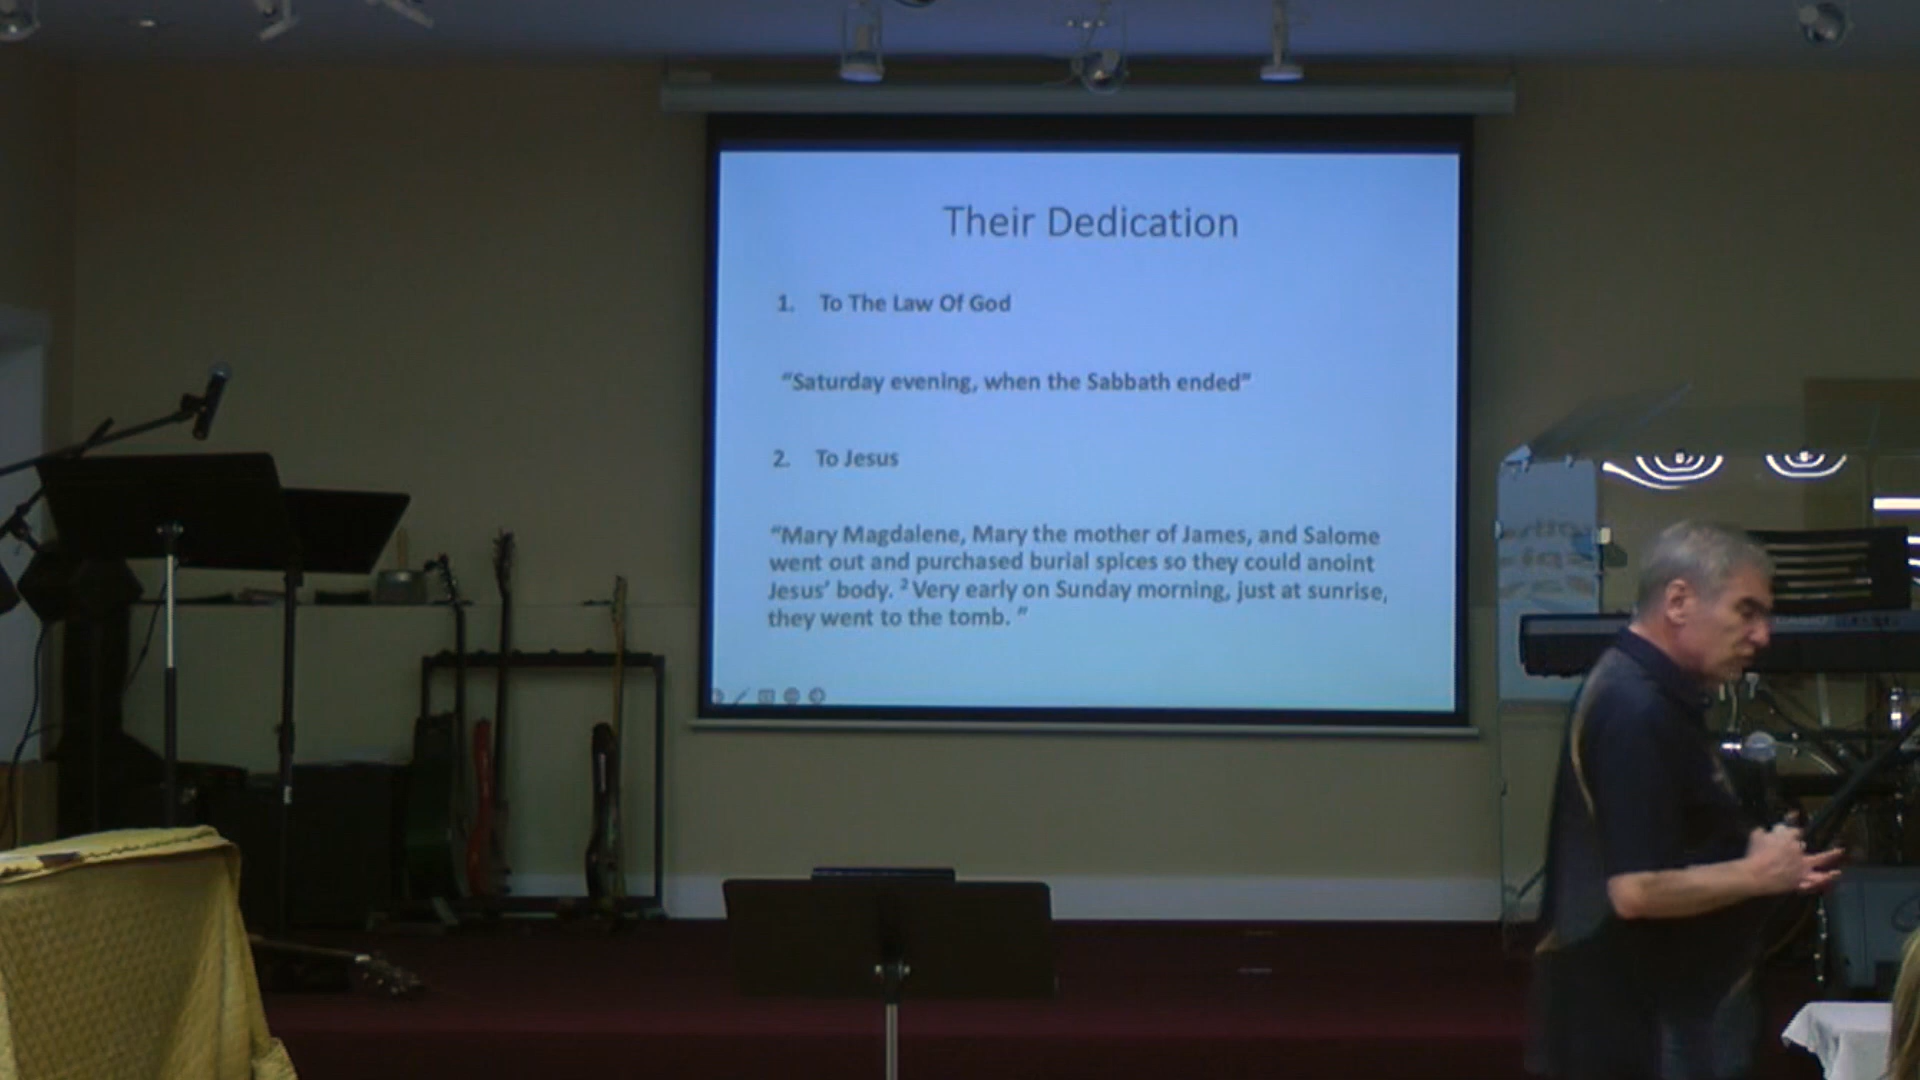 Their Dedication
1. To The Law Of God
“Saturday evening, when the Sabbath ended”
2. To Jesus
“Mary Magdalene, Mary the mother of James, and Salome
went out and purchased burial spices so they could anoint
Jesus’ body. ² Very early on Sunday morning, just at sunrise,
they went to the tomb. ”
CASIO